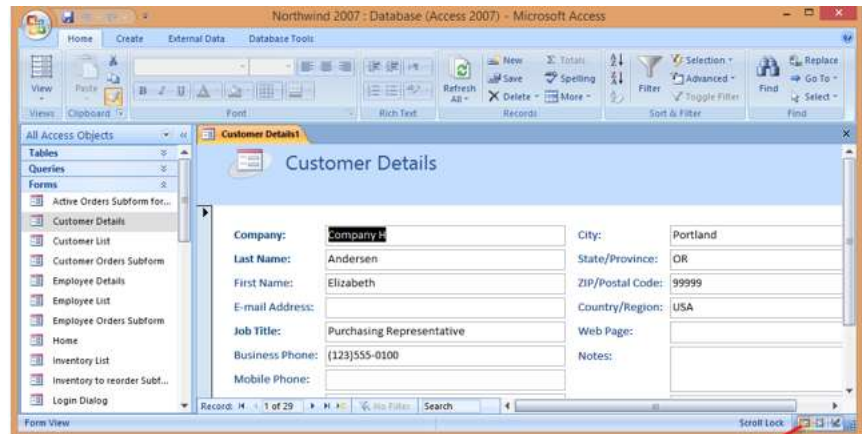 Northwind 2007 : Database (Access 2007) - Microsoft Access
Home Create External Data Database Tools
View
Paste
B I U A
Refresh All
New
Save
Delete
Totals
Spelling
More
Filter
Selection
Advanced
Toggle Filter
Find
Replace
Go To
Select
Views Clipboard Font Rich Text Records Sort & Filter Find
All Access Objects
Customer Details1
Tables
Queries
Forms
Active Orders Subform for...
Customer Details
Customer List
Customer Orders Subform
Employee Details
Employee List
Employee Orders Subform
Home
Inventory List
Inventory to reorder Subf...
Login Dialog
Customer Details
Company: Company H
Last Name: Andersen
First Name: Elizabeth
E-mail Address:
Job Title: Purchasing Representative
Business Phone: (123)555-0100
Mobile Phone:
City: Portland
State/Province: OR
ZIP/Postal Code: 99999
Country/Region: USA
Web Page:
Notes:
Record: 1 of 29 No Filter Search
Form View Scroll Lock